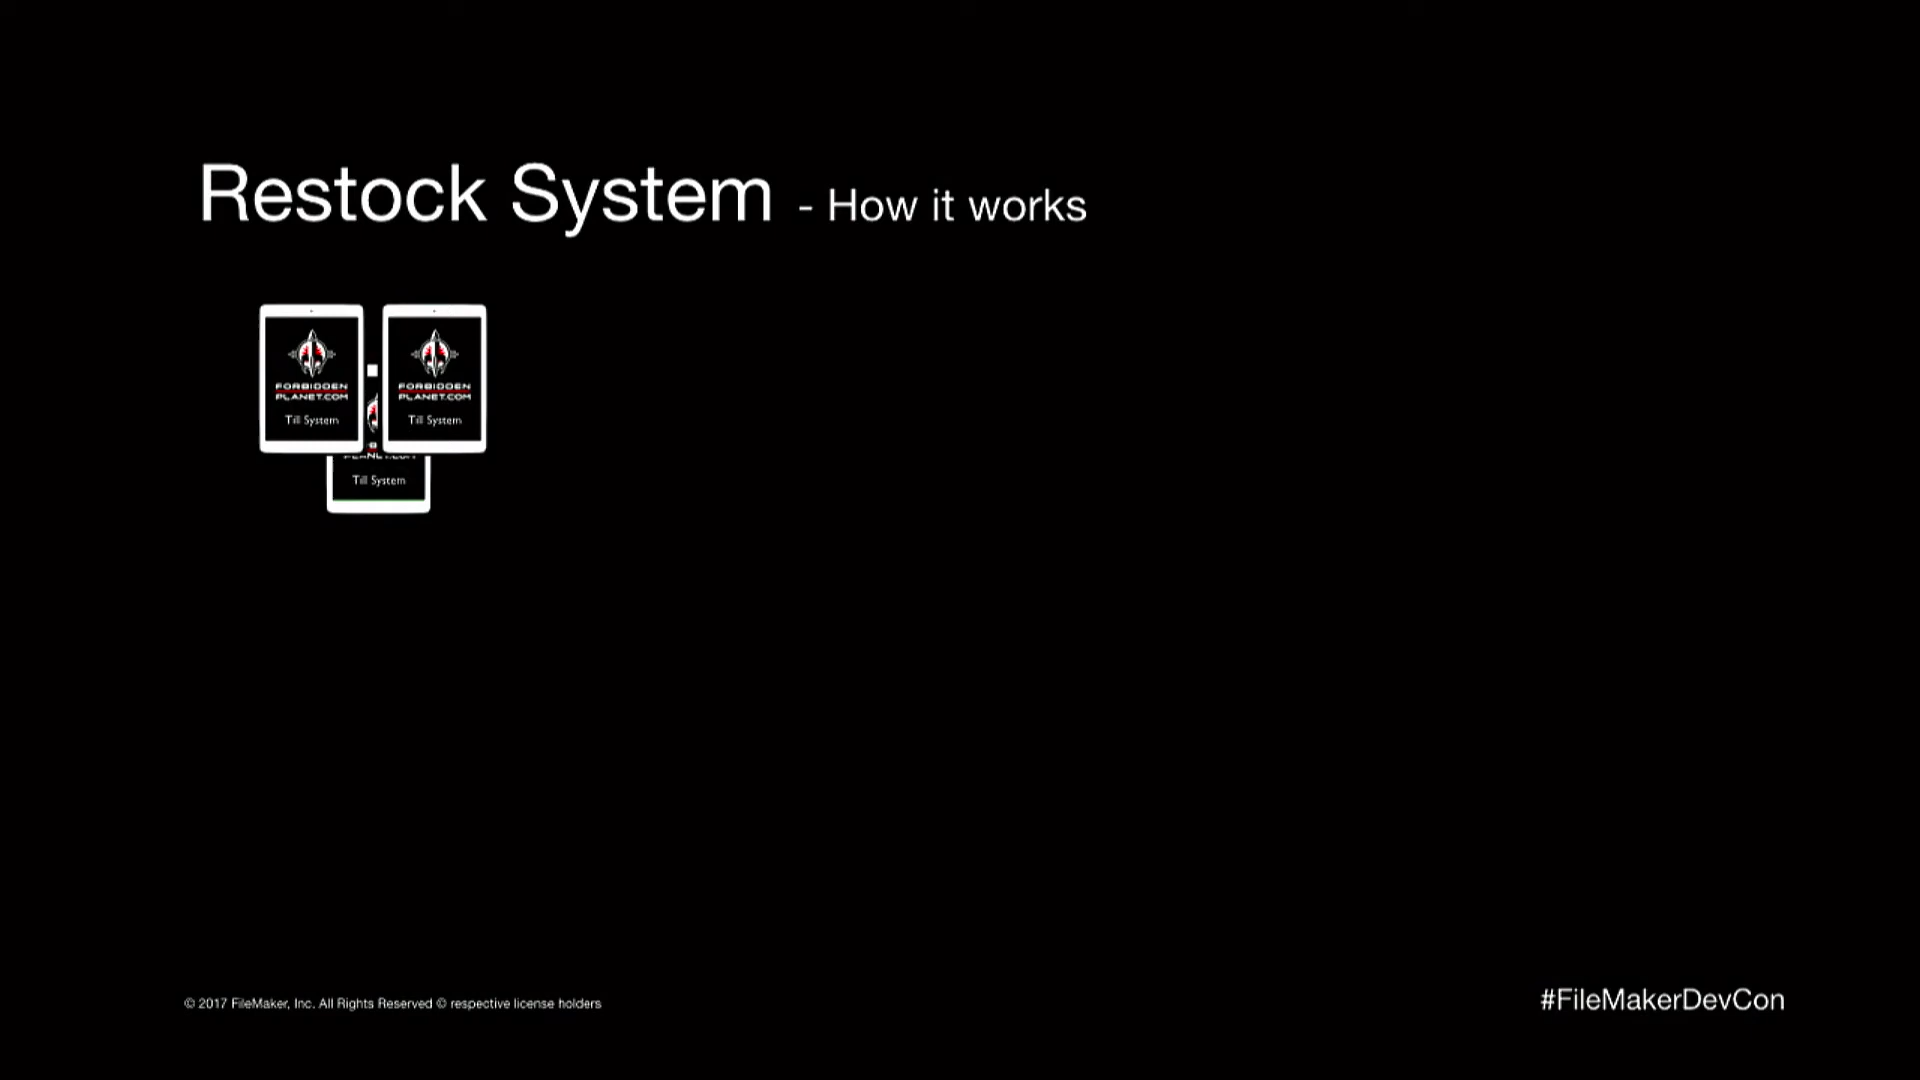 Restock System - How it works
FORBIDDEN
PLANET.COM
Till System
FORBIDDEN
PLANET.COM
Till System
Till System
© 2017 FileMaker, Inc. All Rights Reserved © respective license holders
#FileMakerDevCon